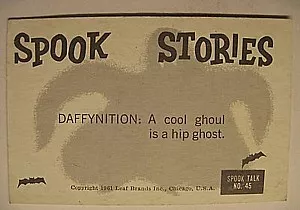 SPOOK STORIES
DAFFYNITION: A cool ghoul
is a hip ghost.
SPOOK TALK
NO. 45
Copyright 1961 Leaf Brands Inc., Chicago, U.S.A.